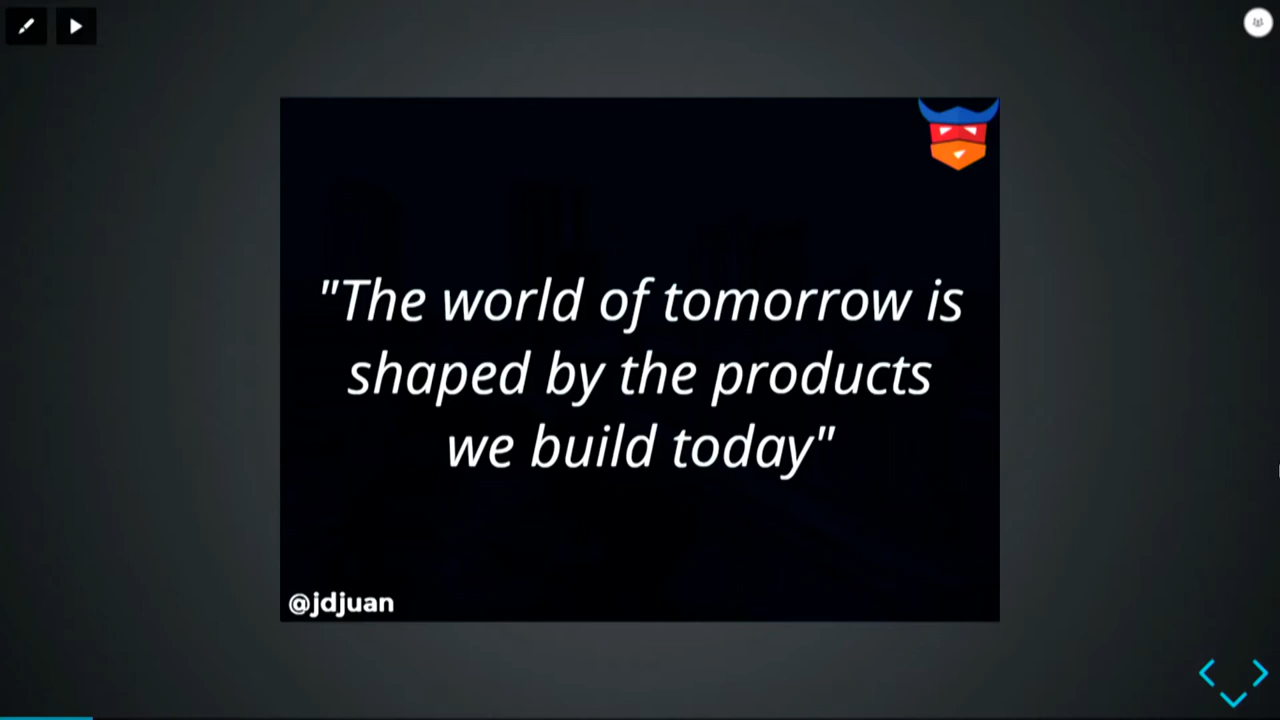 "The world of tomorrow is
shaped by the products
we build today"
@jdjuan